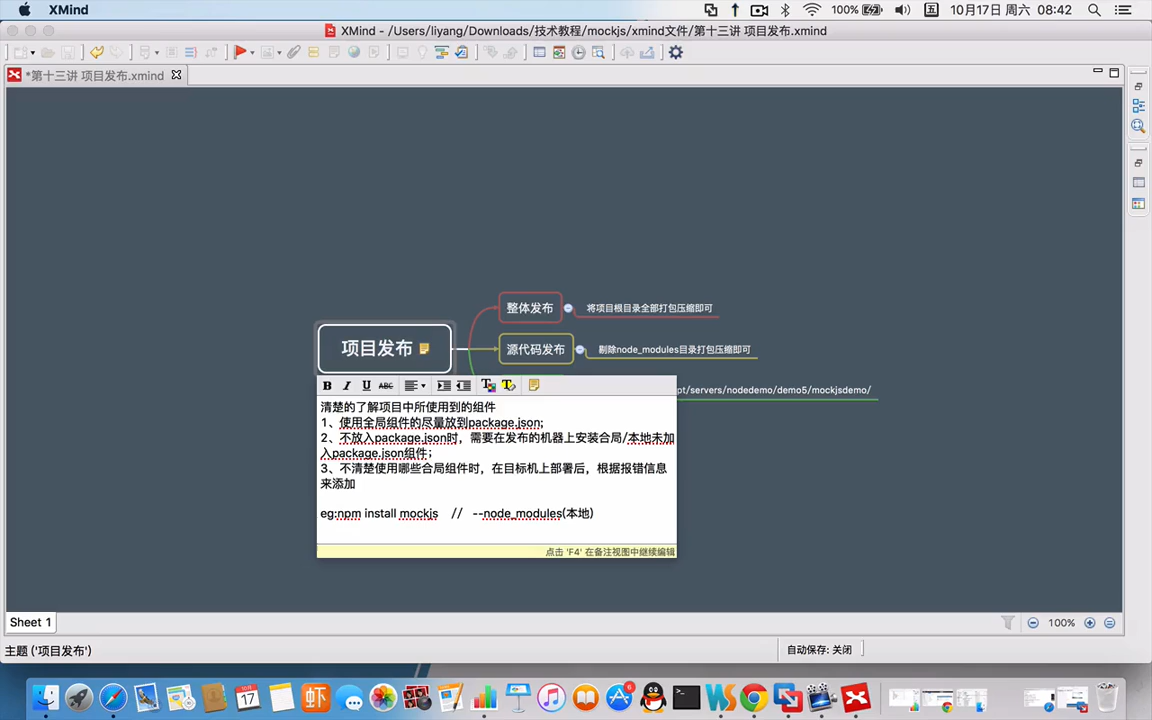 XMind
100%
五
10月17日 周六 08:42
XMind - /Users/liyang/Downloads/技术教程/mockjs/xmind文件/第十三讲 项目发布.xmind
*第十三讲 项目发布.xmind
整体发布
将项目根目录全部打包压缩即可
项目发布
源代码发布
剔除node_modules目录打包压缩即可
B I U ABC
pt/servers/nodedemo/demo5/mockjsdemo/
清楚的了解项目中所使用到的组件
1、使用全局组件的尽量放到package.json;
2、不放入package.json时，需要在发布的机器上安装合局/本地未加
入package.json组件；
3、不清楚使用哪些合局组件时，在目标机上部署后，根据报错信息
来添加
eg:npm install mockjs // --node_modules(本地)
点击 'F4' 在备注视图中继续编辑
Sheet 1
100%
主题 ('项目发布')
自动保存: 关闭